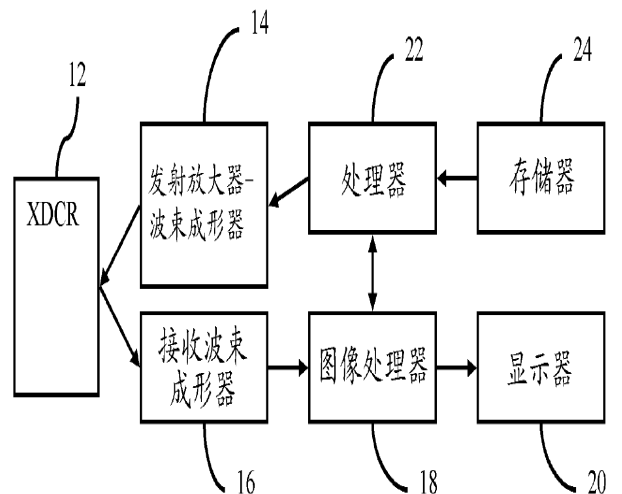 14
22
24
12
XDCR
发射放大器-
波束成形器
处理器
存储器
接收波束
成形器
图像处理器
显示器
16
18
20